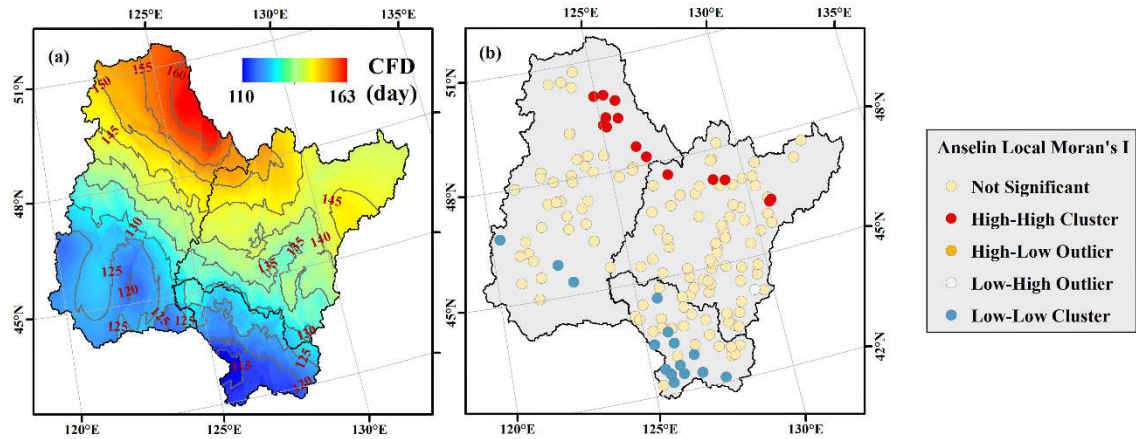 125°E
130°E
135°E
(a)
155
160
150
CFD
110
163
(day)
51°N
145
48°N
130
145
135
140
135
125
120
45°N
125
125
125
130
125
115
120
120°E
125°E
130°E
125°E
130°E
135°E
(b)
51°N
48°N
48°N
45°N
45°N
42°N
120°E
125°E
130°E
Anselin Local Moran's I
Not Significant
High-High Cluster
High-Low Outlier
Low-High Outlier
Low-Low Cluster